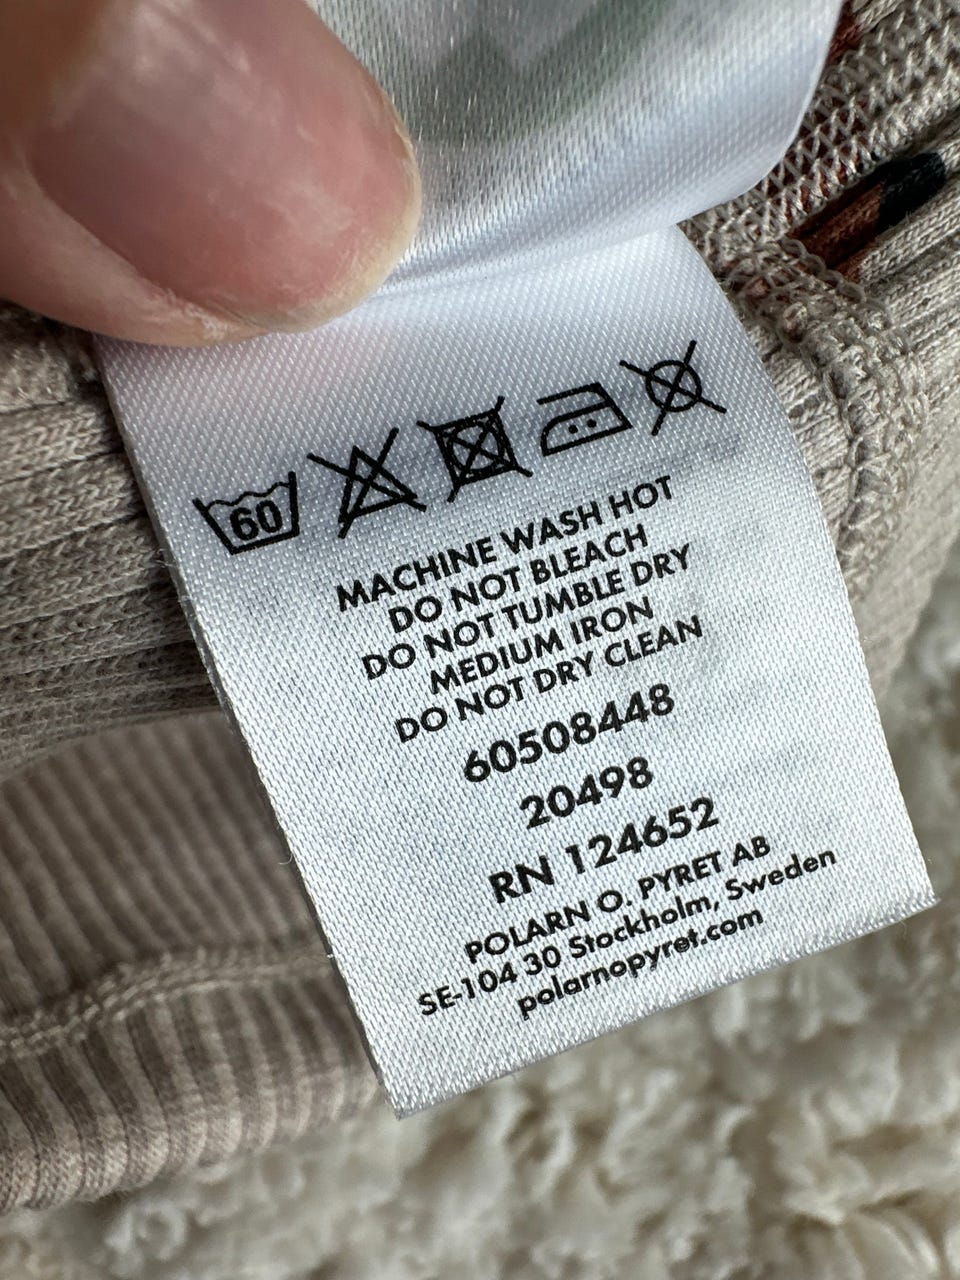 60
MACHINE WASH HOT
DO NOT BLEACH
DO NOT TUMBLE DRY
MEDIUM IRON
DO NOT DRY CLEAN
60508448
20498
RN 124652
POLARN O. PYRET AB
SE-104 30 Stockholm, Sweden
polarnopyret.com